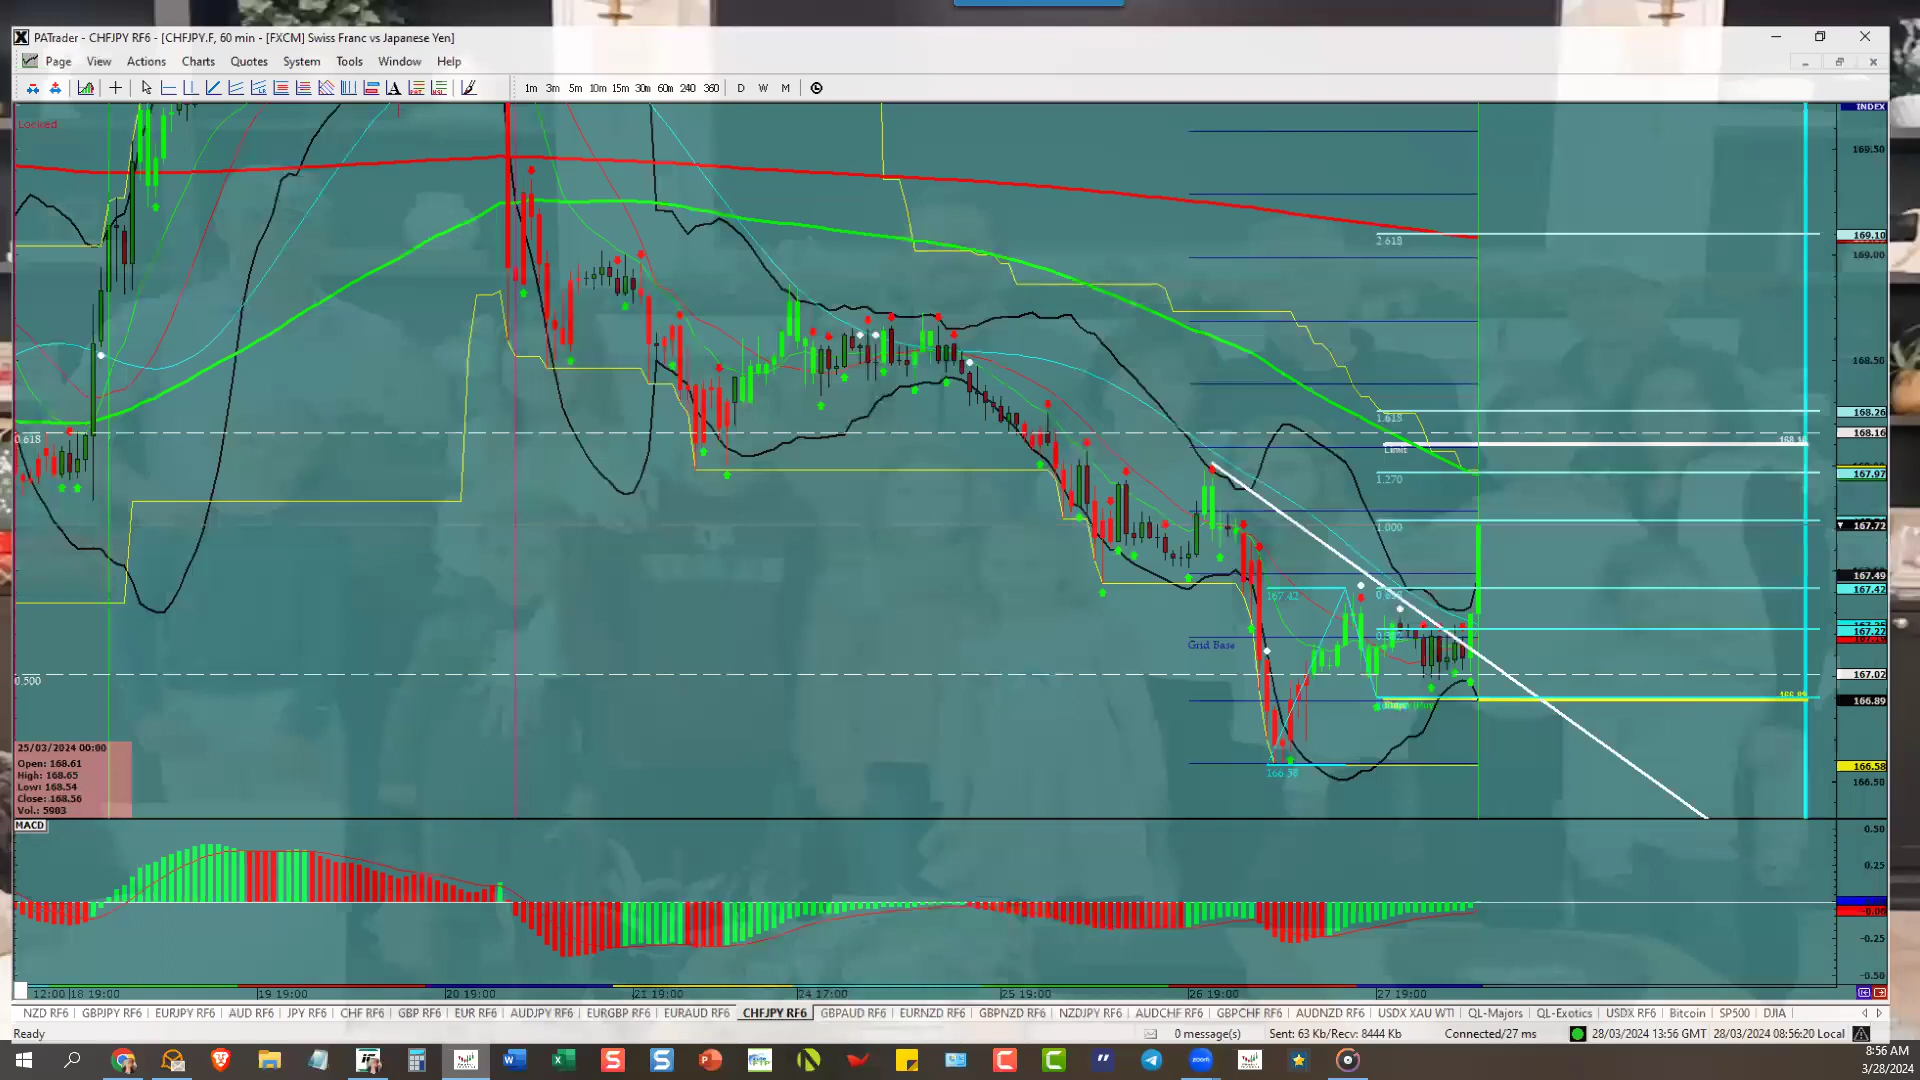 PATrader - CHFJPY RF6 - [CHFJPY.F, 60 min - [FXCM] Swiss Franc vs Japanese Yen]
Page View Actions Charts Quotes System Tools Window Help
1m 3m 5m 10m 15m 30m 60m 240 360 D W M
Locked
INDEX
169.50
2.618
169.10
169.00
168.50
1.618
168.26
0.618
168.16
Limit
1.270
167.97
1.000
167.72
167.49
167.42
167.42
167.22
Grid Base
0.500
167.02
166.89
166.58
166.58
166.50
25/03/2024 00:00
Open: 168.61
High: 168.65
Low: 168.54
Close: 168.56
Vol.: 5903
MACD
0.50
0.25
-0.00
-0.25
-0.50
12:00 18 19:00 19 19:00 20 19:00 21 19:00 24 17:00 25 19:00 26 19:00 27 19:00
NZD RF6 GBPJPY RF6 EURJPY RF6 AUD RF6 JPY RF6 CHF RF6 GBP RF6 EUR RF6 AUDJPY RF6 EURGBP RF6 EURAUD RF6 CHFJPY RF6 GBPAUD RF6 EURNZD RF6 GBPNZD RF6 NZDJPY RF6 AUDCHF RF6 GBPCHF RF6 AUDNZD RF6 USDX XAU WTI QL-Majors QL-Exotics USDX RF6 Bitcoin SP500 DJIA
Ready 0 message(s) Sent: 63 Kb/Recv: 8444 Kb Connected/27 ms 28/03/2024 13:56 GMT 28/03/2024 08:56:20 Local
8:56 AM
3/28/2024